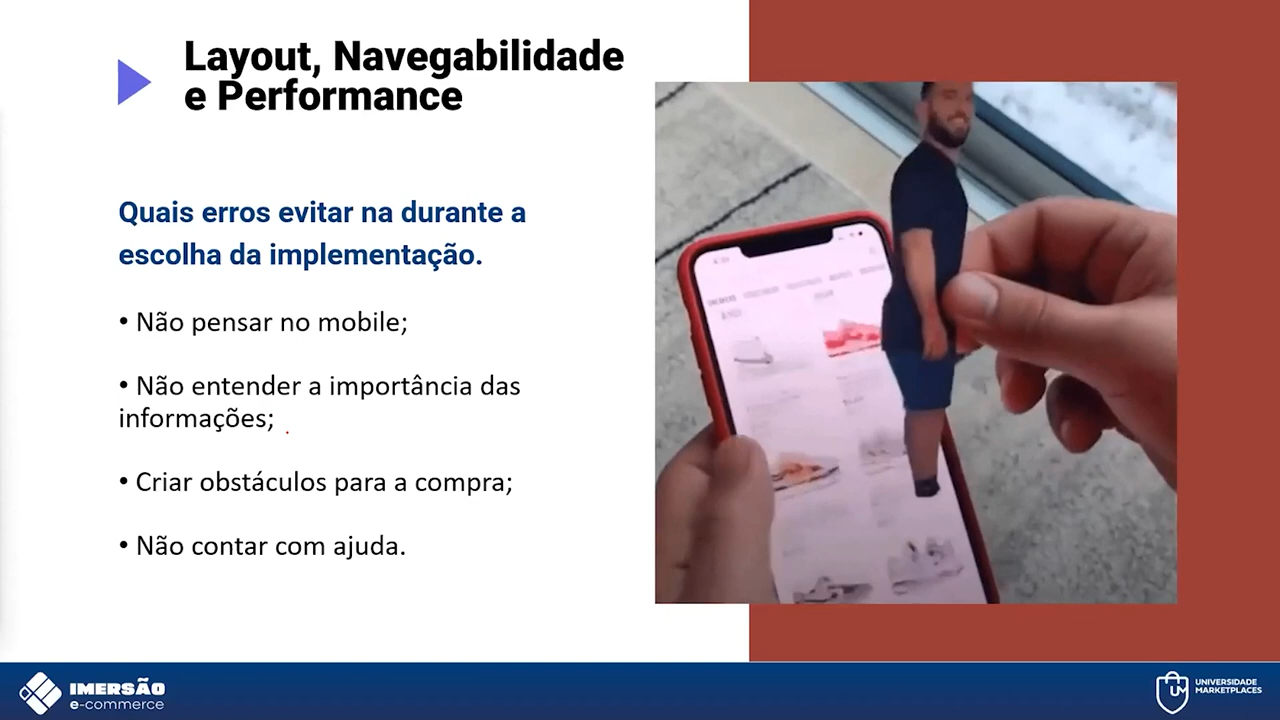 Layout, Navegabilidade
e Performance
Quais erros evitar na durante a
escolha da implementação.
• Não pensar no mobile;
• Não entender a importância das
informações;
• Criar obstáculos para a compra;
• Não contar com ajuda.
IMERSÃO
e-commerce
UM
UNIVERSIDADE
MARKETPLACES